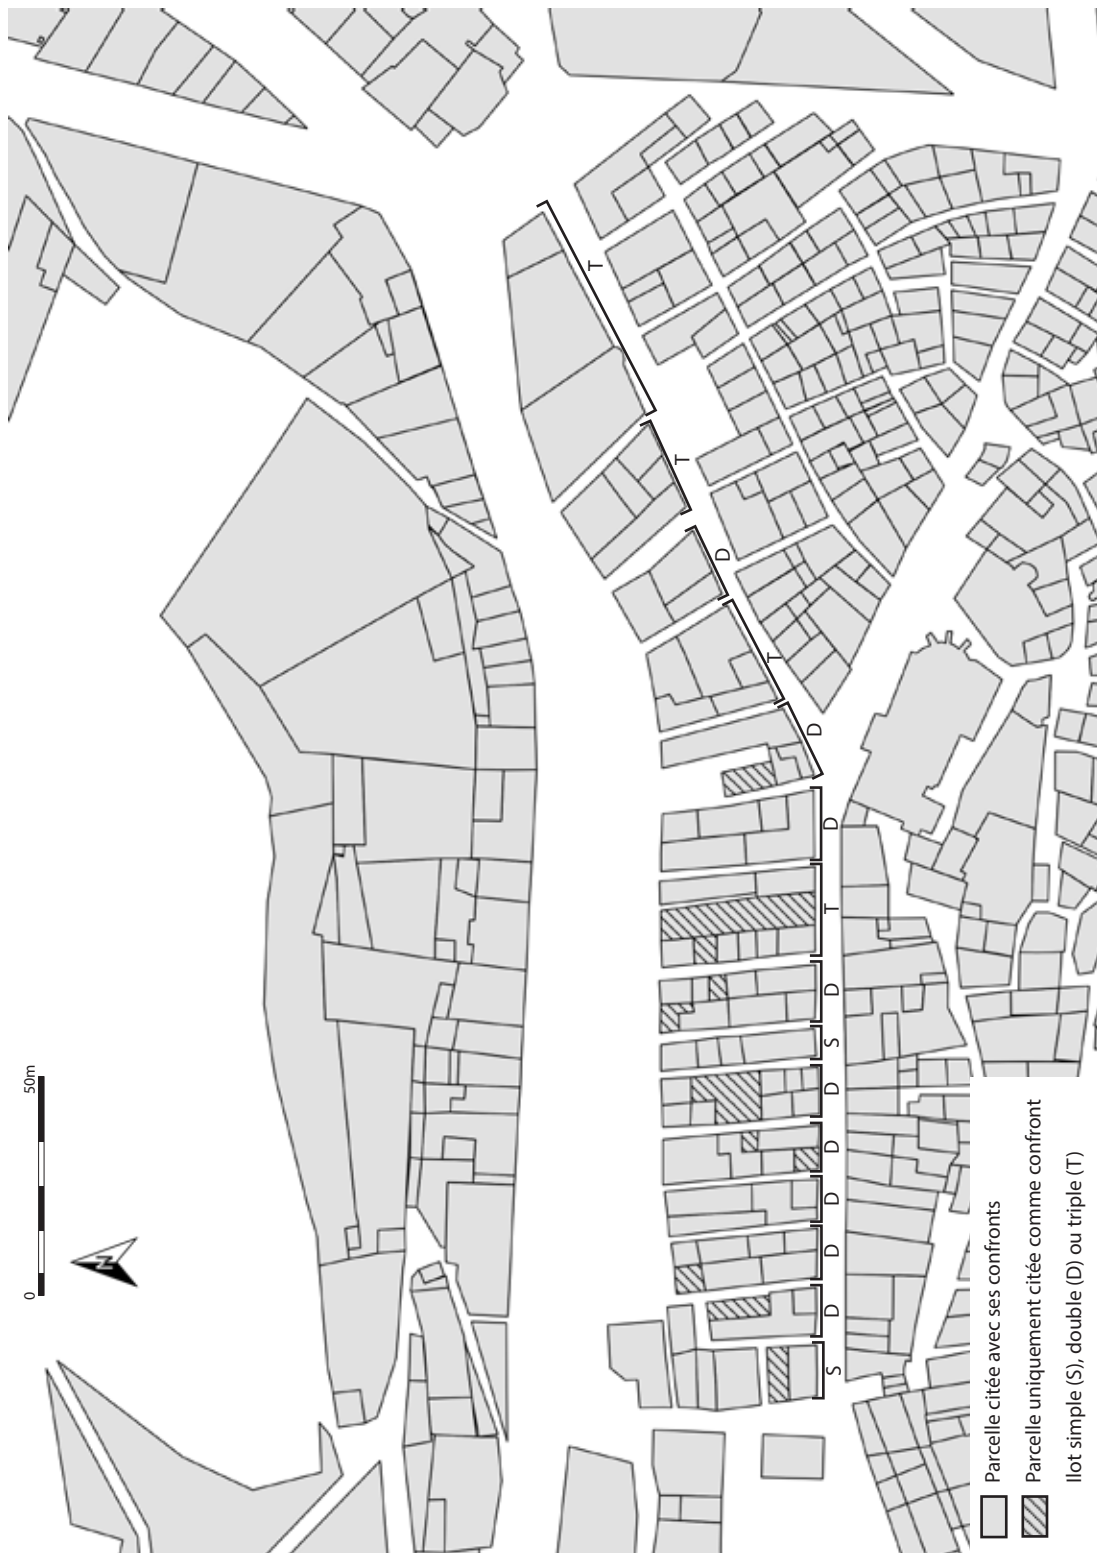 0
50m
N
T
T
D
T
D
D
T
D
S
D
D
D
D
D
S
Parcelle citée avec ses confronts
Parcelle uniquement citée comme confront
Ilot simple (S), double (D) ou triple (T)